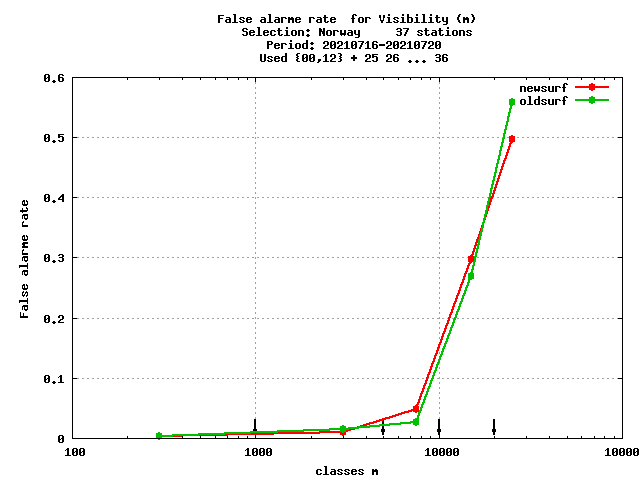 False alarme rate  for Visibility (m)
Selection: Norway     37 stations
Period: 20210716-20210720
Used {00,12} + 25 26 ... 36
newsurf
oldsurf
0.6
0.5
0.4
0.3
0.2
0.1
0
False alarme rate
100
1000
10000
10000
classes m